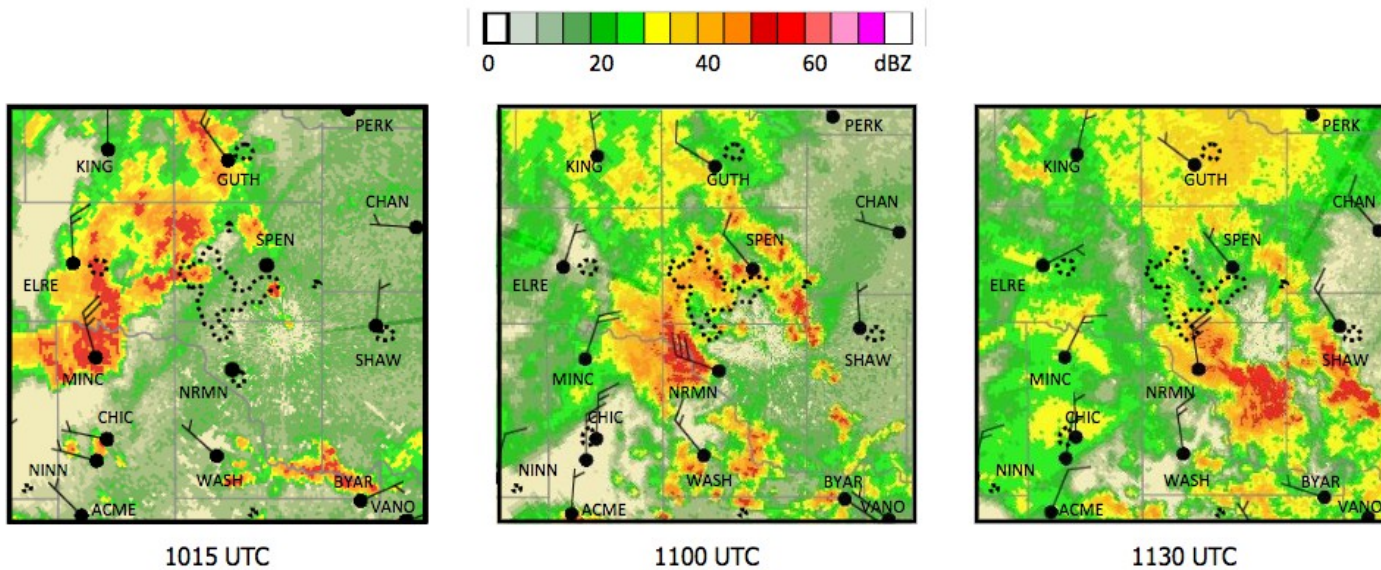 0 20 40 60 dBZ
PERK
KING
GUTH
CHAN
SPEN
ELRE
SHAW
MINC
NRMN
CHIC
NINN
WASH
BYAR
ACME
VANO
1015 UTC
PERK
KING
GUTH
CHAN
SPEN
ELRE
SHAW
MINC
NRMN
CHIC
NINN
WASH
BYAR
ACME
VANO
1100 UTC
PERK
KING
GUTH
CHAN
SPEN
ELRE
SHAW
MINC
NRMN
CHIC
NINN
WASH
BYAR
ACME
VANO
1130 UTC